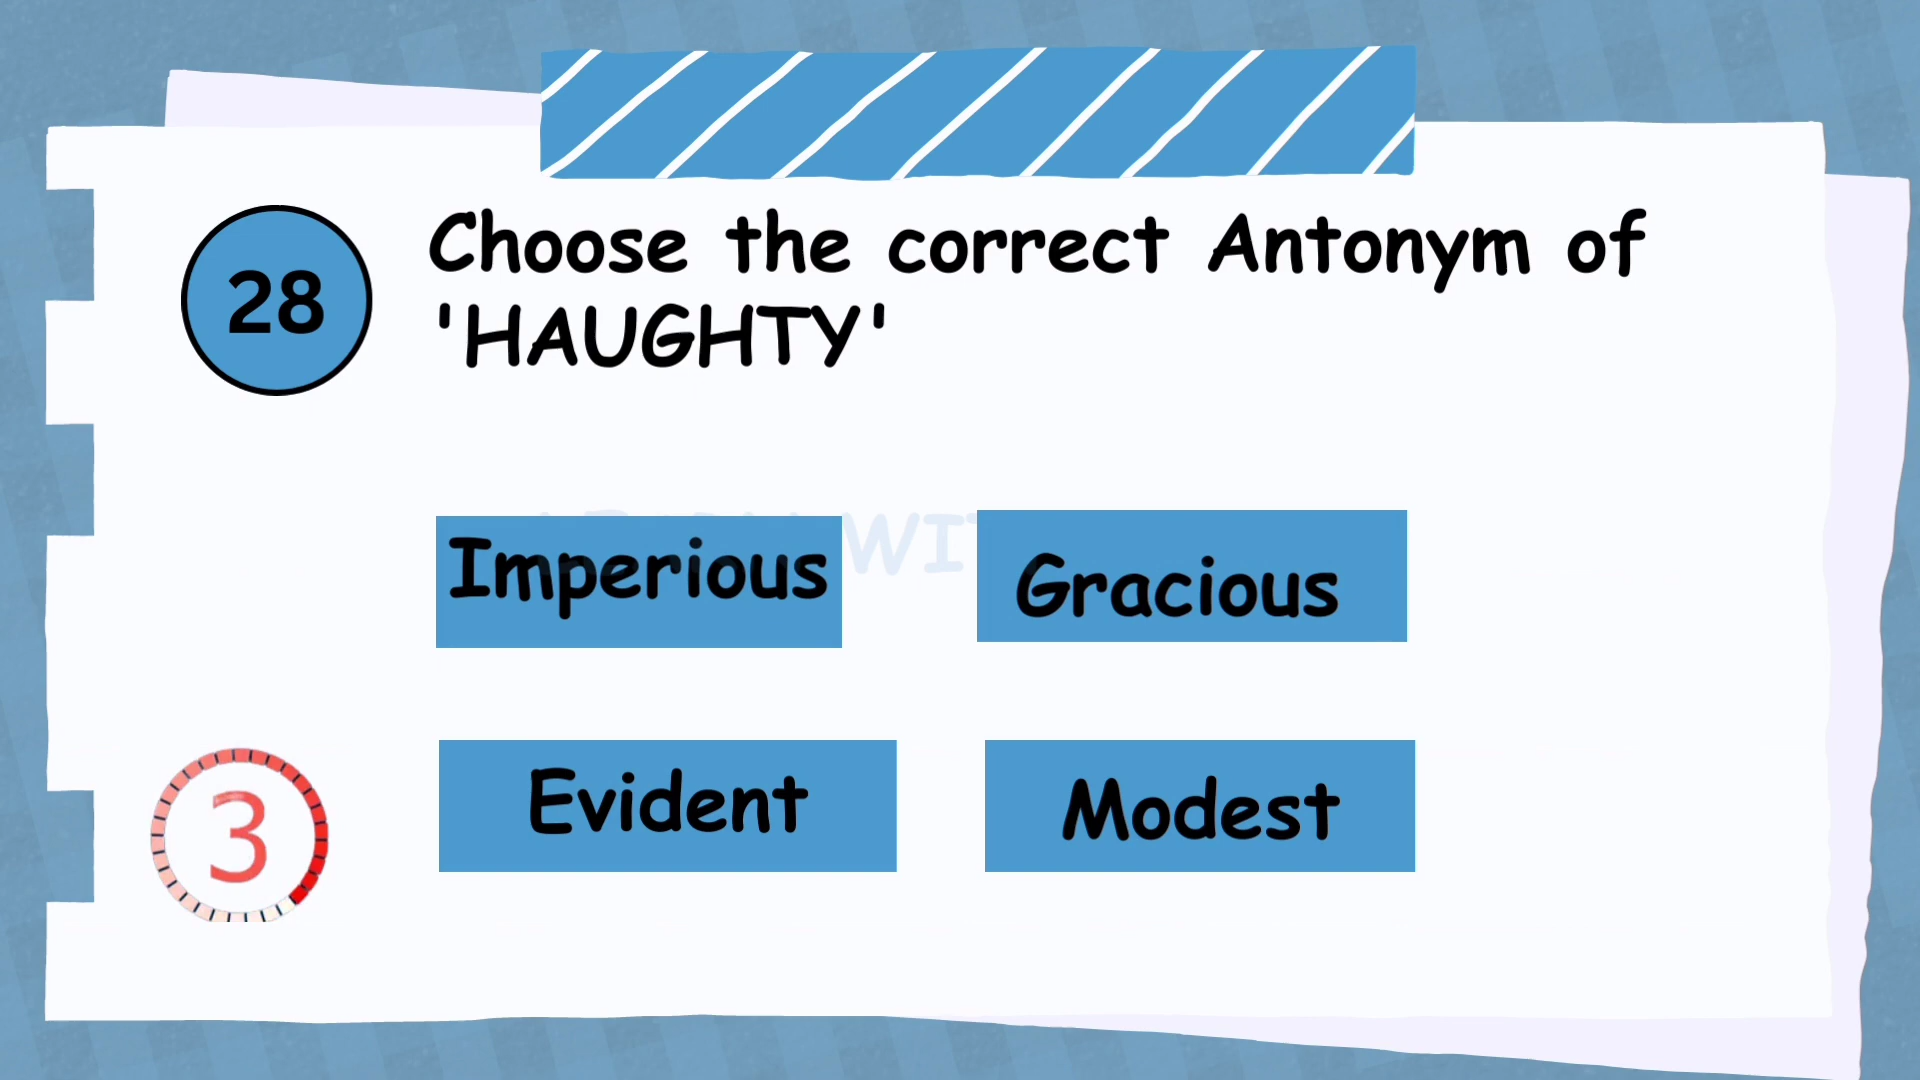 28
Choose the correct Antonym of
'HAUGHTY'
Imperious
Gracious
Evident
Modest
3